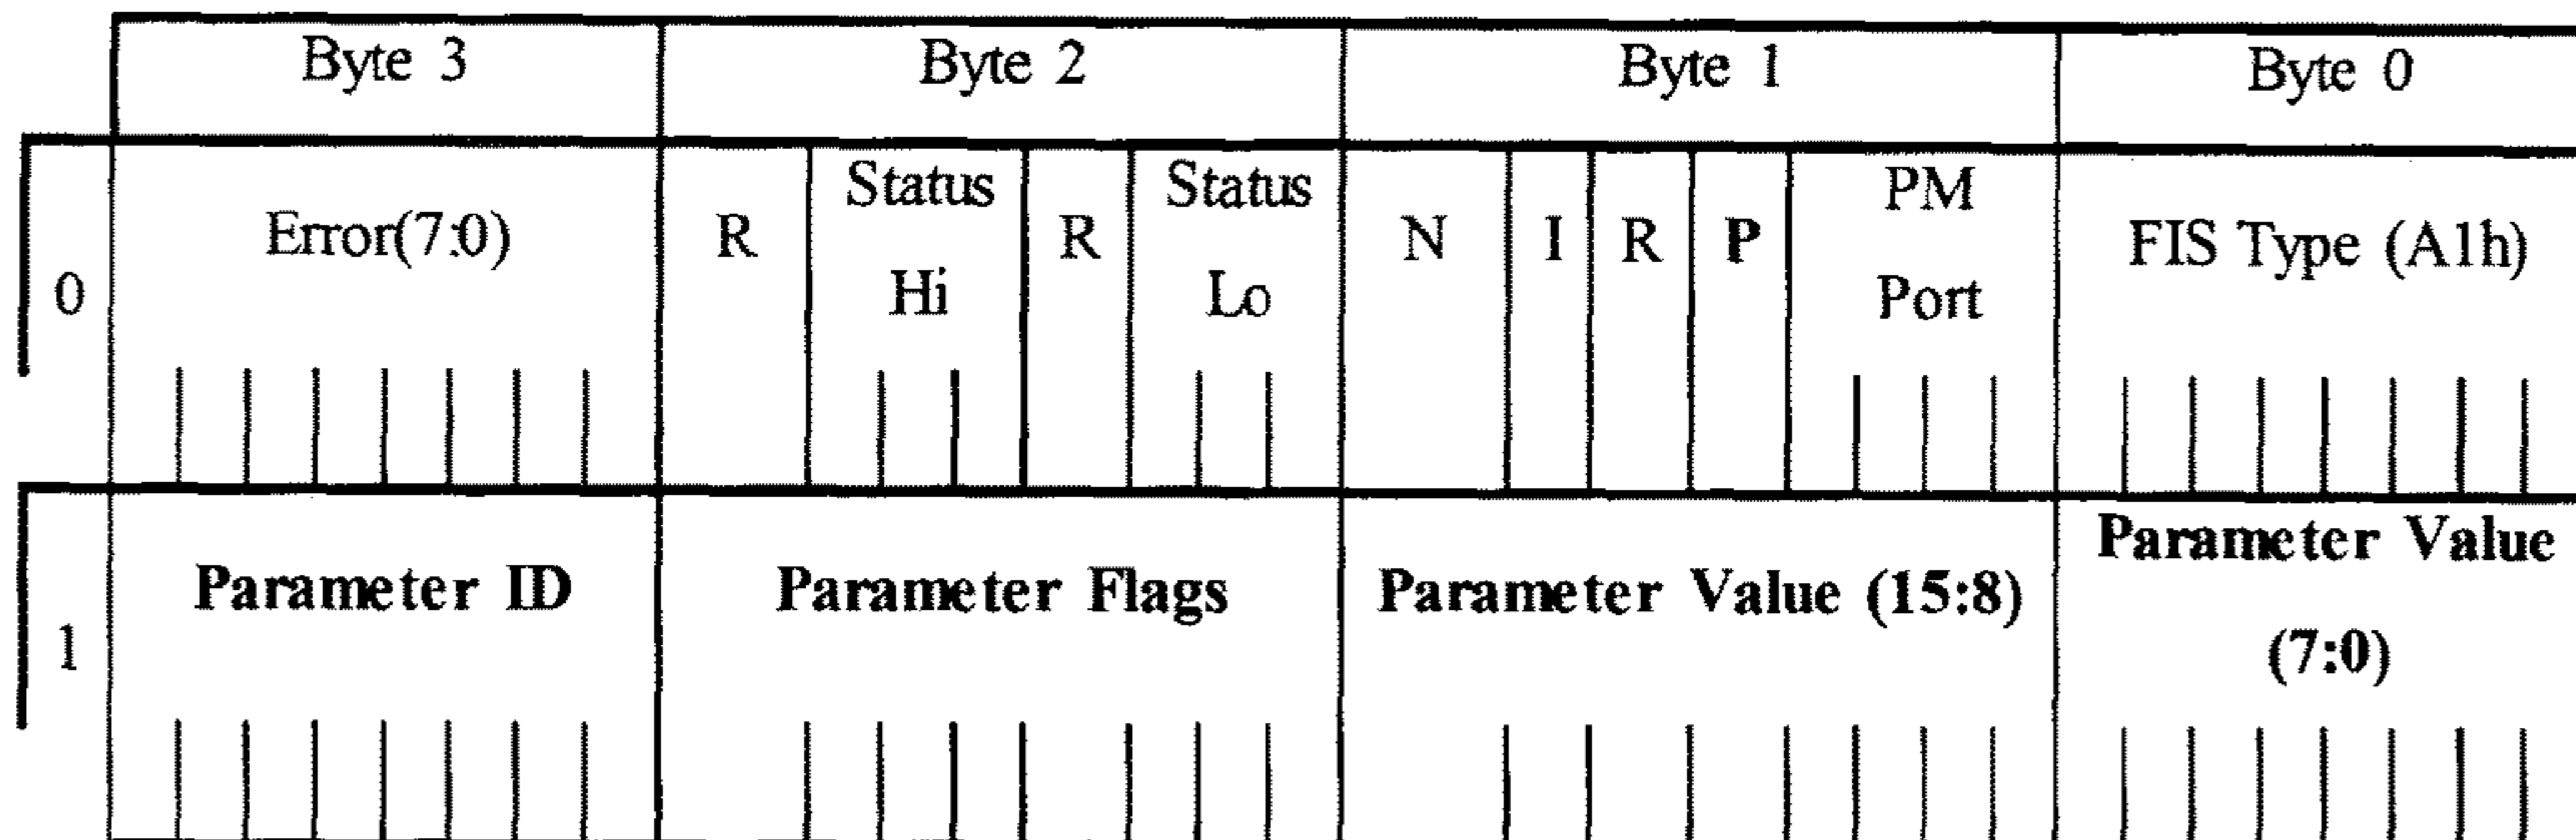 Byte 3 Byte 2 Byte 1 Byte 0
0 Error(7:0) R Status Hi R Status Lo N I R P PM Port FIS Type (A1h)
1 Parameter ID Parameter Flags Parameter Value (15:8) Parameter Value (7:0)